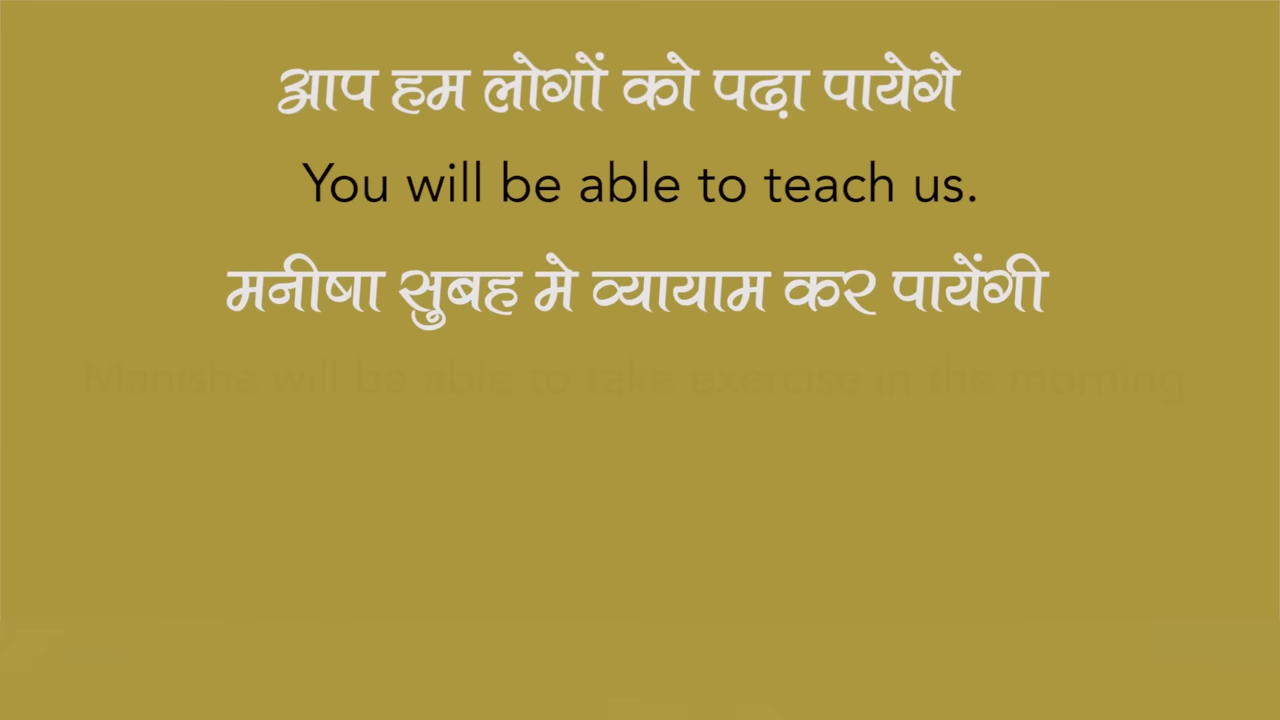 आप हम लोगों को पढ़ा पायेगे
You will be able to teach us.
मनीषा सुबह मे व्यायाम कर पायेंगी
Manisha will be able to take exercise in the morning